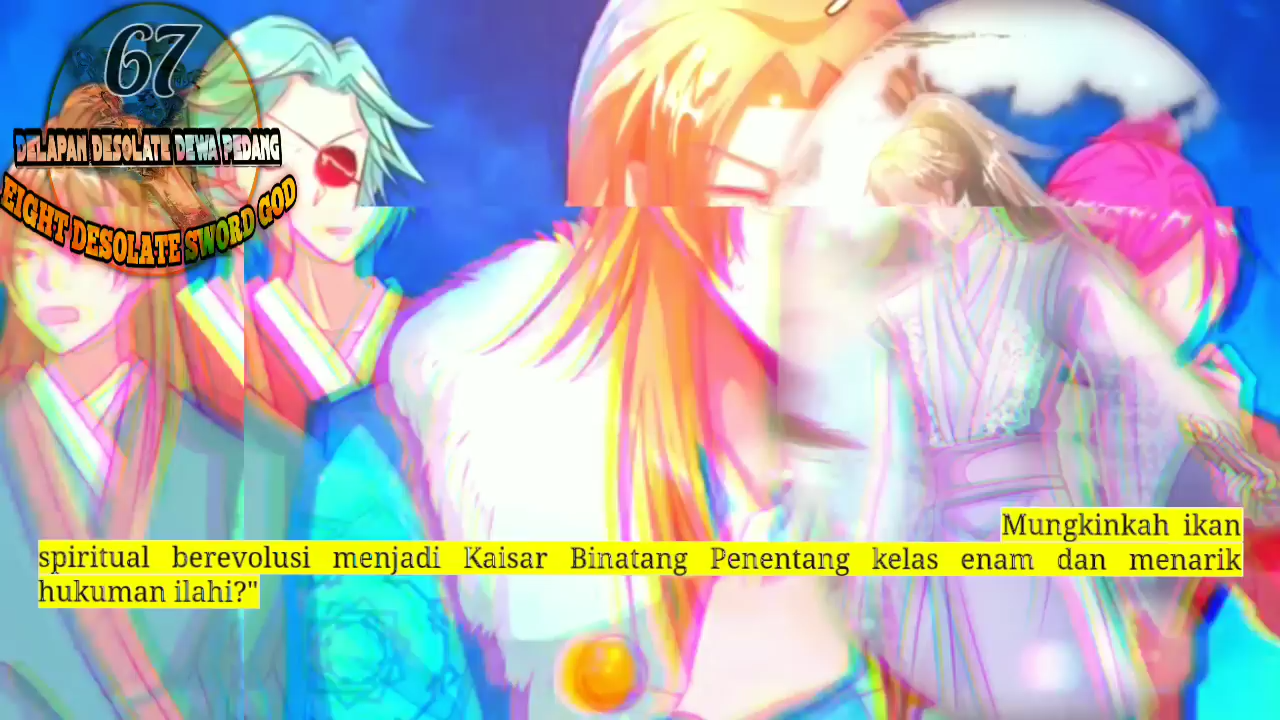 67
DELAPAN DESOLATE DEWA PEDANG
EIGHT DESOLATE SWORD GOD
Mungkinkah ikan
spiritual berevolusi menjadi Kaisar Binatang Penentang kelas enam dan menarik
hukuman ilahi?"